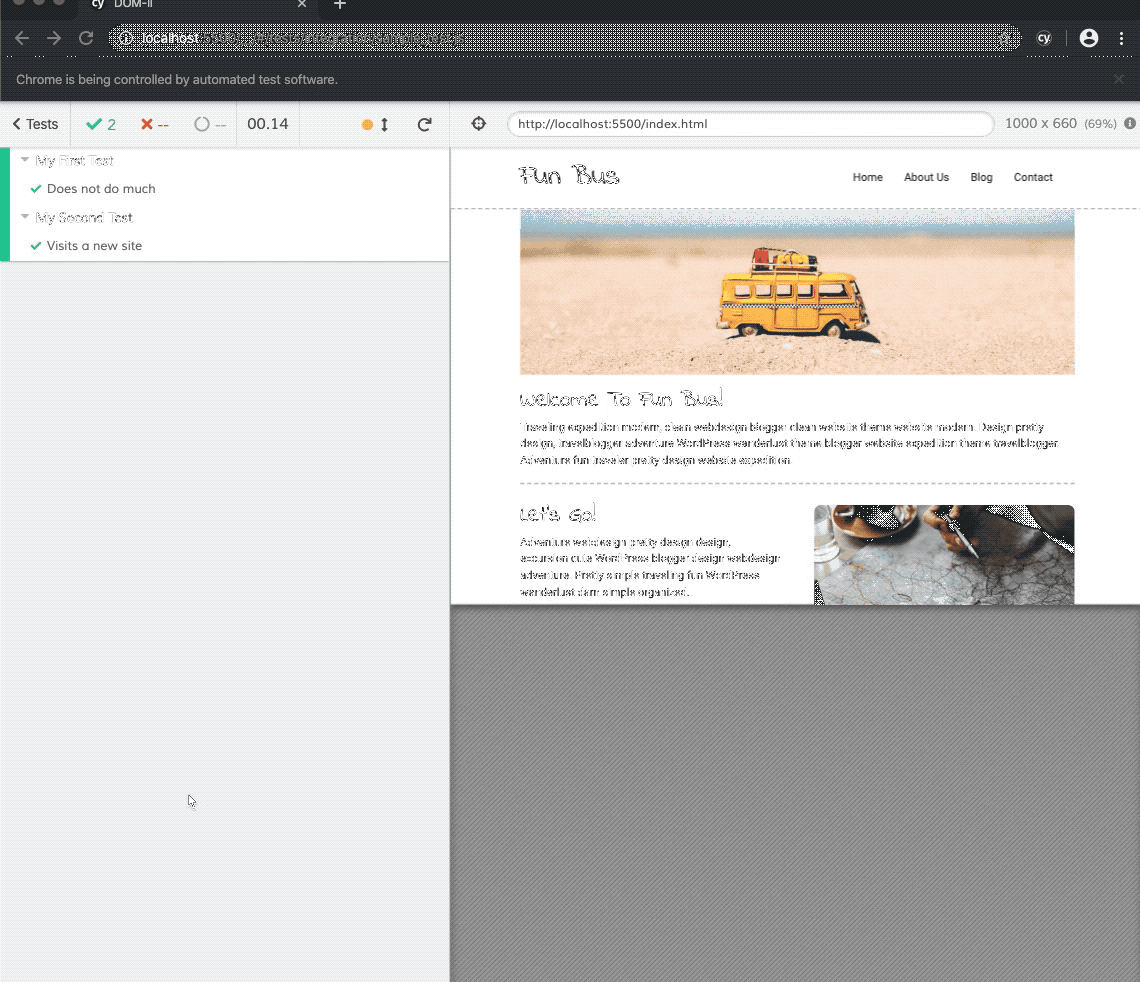 cy DOM-II
localhost
cy
Chrome is being controlled by automated test software.
Tests 2 -- -- 00.14
http://localhost:5500/index.html 1000 x 660 (69%)
My First Test
Does not do much
My Second Test
Visits a new site
Fun Bus
Home About Us Blog Contact
Welcome To Fun Bus!
Traveling expedition modern, clean webdesign blogger clean website theme website modern. Design pretty
design, travelblogger adventure WordPress wanderlust theme blogger website expedition theme travelblogger.
Adventure fun traveler pretty design website expedition.
Let's Go!
Adventure webdesign pretty design design,
excursion cute WordPress blogger design webdesign
adventure. Pretty simple traveling fun WordPress
wanderlust darn simple organized.